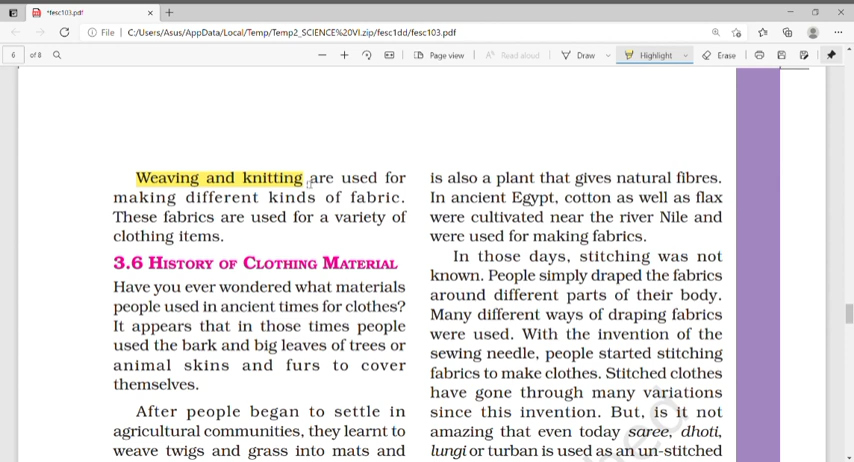 *fesc103.pdf
File | C:/Users/Asus/AppData/Local/Temp/Temp2_SCIENCE%20VI.zip/fesc1dd/fesc103.pdf
6 of 8 Page view Read aloud Draw Highlight Erase
Weaving and knitting are used for
making different kinds of fabric.
These fabrics are used for a variety of
clothing items.
3.6 HISTORY OF CLOTHING MATERIAL
Have you ever wondered what materials
people used in ancient times for clothes?
It appears that in those times people
used the bark and big leaves of trees or
animal skins and furs to cover
themselves.
After people began to settle in
agricultural communities, they learnt to
weave twigs and grass into mats and
is also a plant that gives natural fibres.
In ancient Egypt, cotton as well as flax
were cultivated near the river Nile and
were used for making fabrics.
In those days, stitching was not
known. People simply draped the fabrics
around different parts of their body.
Many different ways of draping fabrics
were used. With the invention of the
sewing needle, people started stitching
fabrics to make clothes. Stitched clothes
have gone through many variations
since this invention. But, is it not
amazing that even today saree, dhoti,
lungi or turban is used as an un-stitched